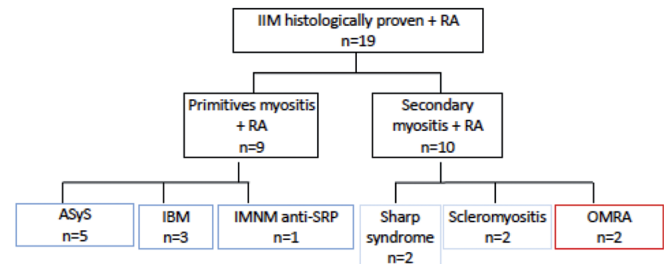 IIM histologically proven + RA
n=19
Primitives myositis
+ RA
n=9
Secondary
myositis + RA
n=10
ASyS
n=5
IBM
n=3
IMNM anti-SRP
n=1
Sharp
syndrome
n=2
Scleromyositis
n=2
OMRA
n=2